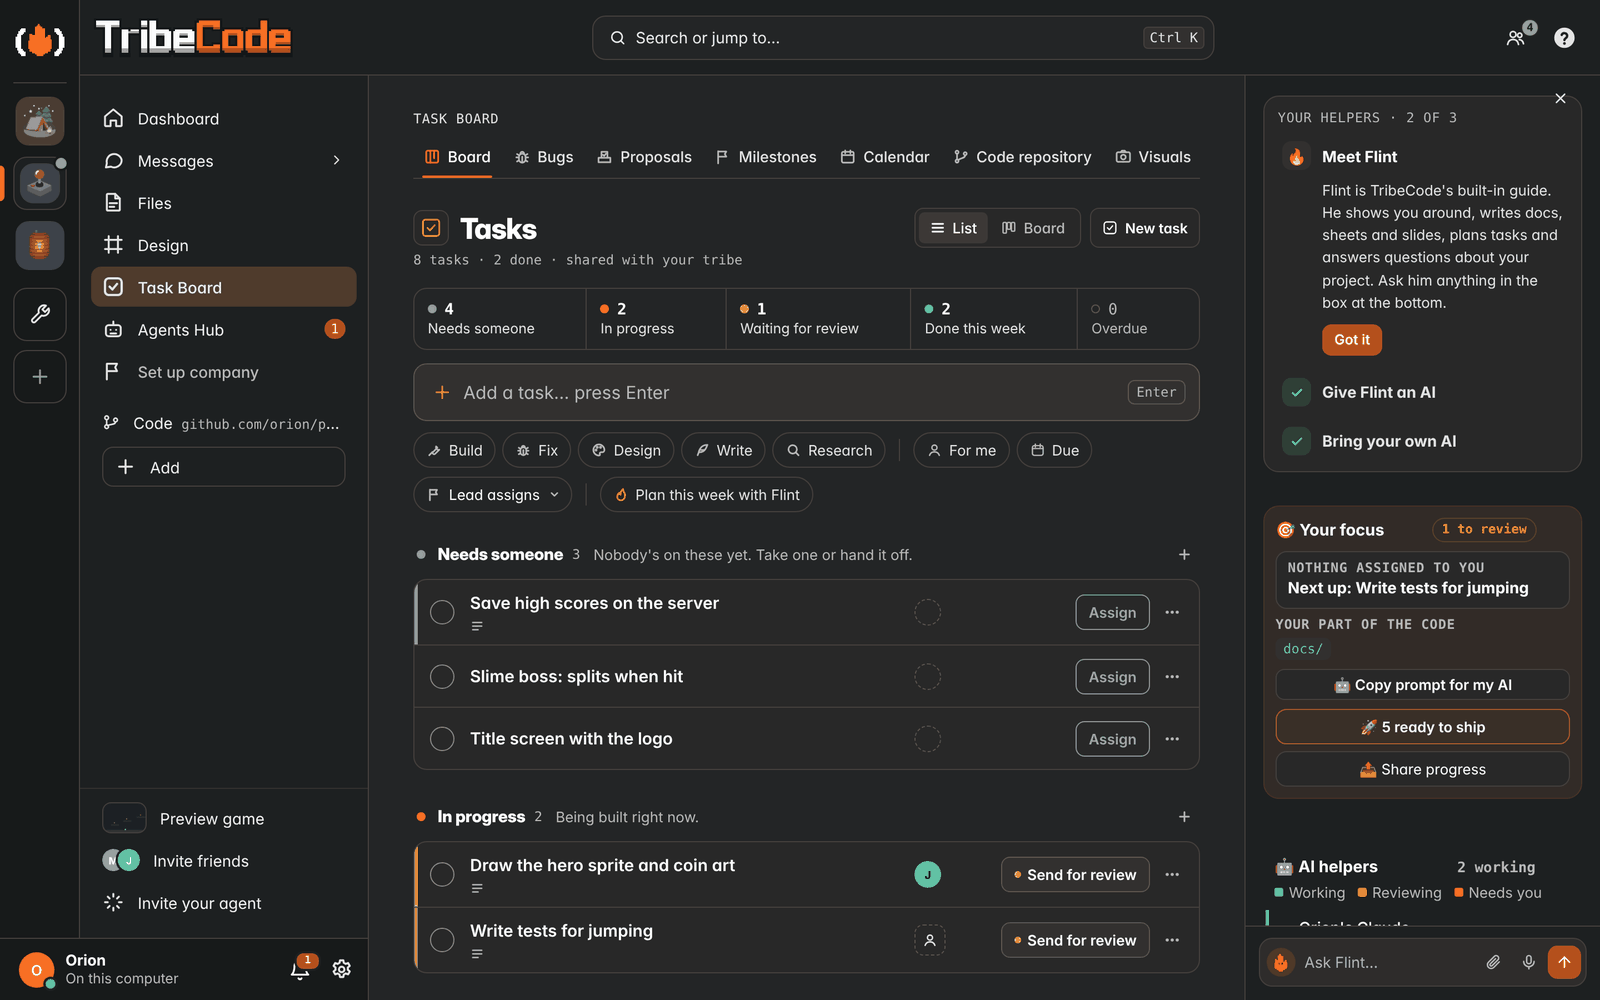 TribeCode
Search or jump to...
Ctrl K
4
Dashboard
Messages
Files
Design
Task Board
Agents Hub
1
Set up company
Code github.com/orion/p...
Add
Preview game
J
Invite friends
Invite your agent
O
Orion
On this computer
1
TASK BOARD
Board
Bugs
Proposals
Milestones
Calendar
Code repository
Visuals
Tasks
List
Board
New task
8 tasks · 2 done · shared with your tribe
4
Needs someone
2
In progress
1
Waiting for review
2
Done this week
0
Overdue
Add a task... press Enter
Enter
Build
Fix
Design
Write
Research
For me
Due
Lead assigns
Plan this week with Flint
Needs someone 3 Nobody's on these yet. Take one or hand it off.
Save high scores on the server
Assign
Slime boss: splits when hit
Assign
Title screen with the logo
Assign
In progress 2 Being built right now.
Draw the hero sprite and coin art
J
Send for review
Write tests for jumping
Send for review
YOUR HELPERS · 2 OF 3
Meet Flint
Flint is TribeCode's built-in guide.
He shows you around, writes docs,
sheets and slides, plans tasks and
answers questions about your
project. Ask him anything in the
box at the bottom.
Got it
Give Flint an AI
Bring your own AI
Your focus
1 to review
NOTHING ASSIGNED TO YOU
Next up: Write tests for jumping
YOUR PART OF THE CODE
docs/
Copy prompt for my AI
5 ready to ship
Share progress
AI helpers
2 working
Working
Reviewing
Needs you
Orion's Claude
Ask Flint...